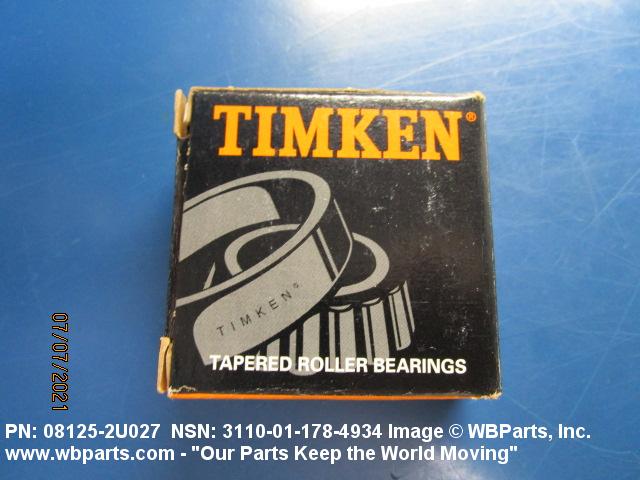 TIMKEN®
TIMKEN®
TAPERED ROLLER BEARINGS
07/07/2021
PN: 08125-2U027 NSN: 3110-01-178-4934 Image © WBParts, Inc.
www.wbparts.com - "Our Parts Keep the World Moving"